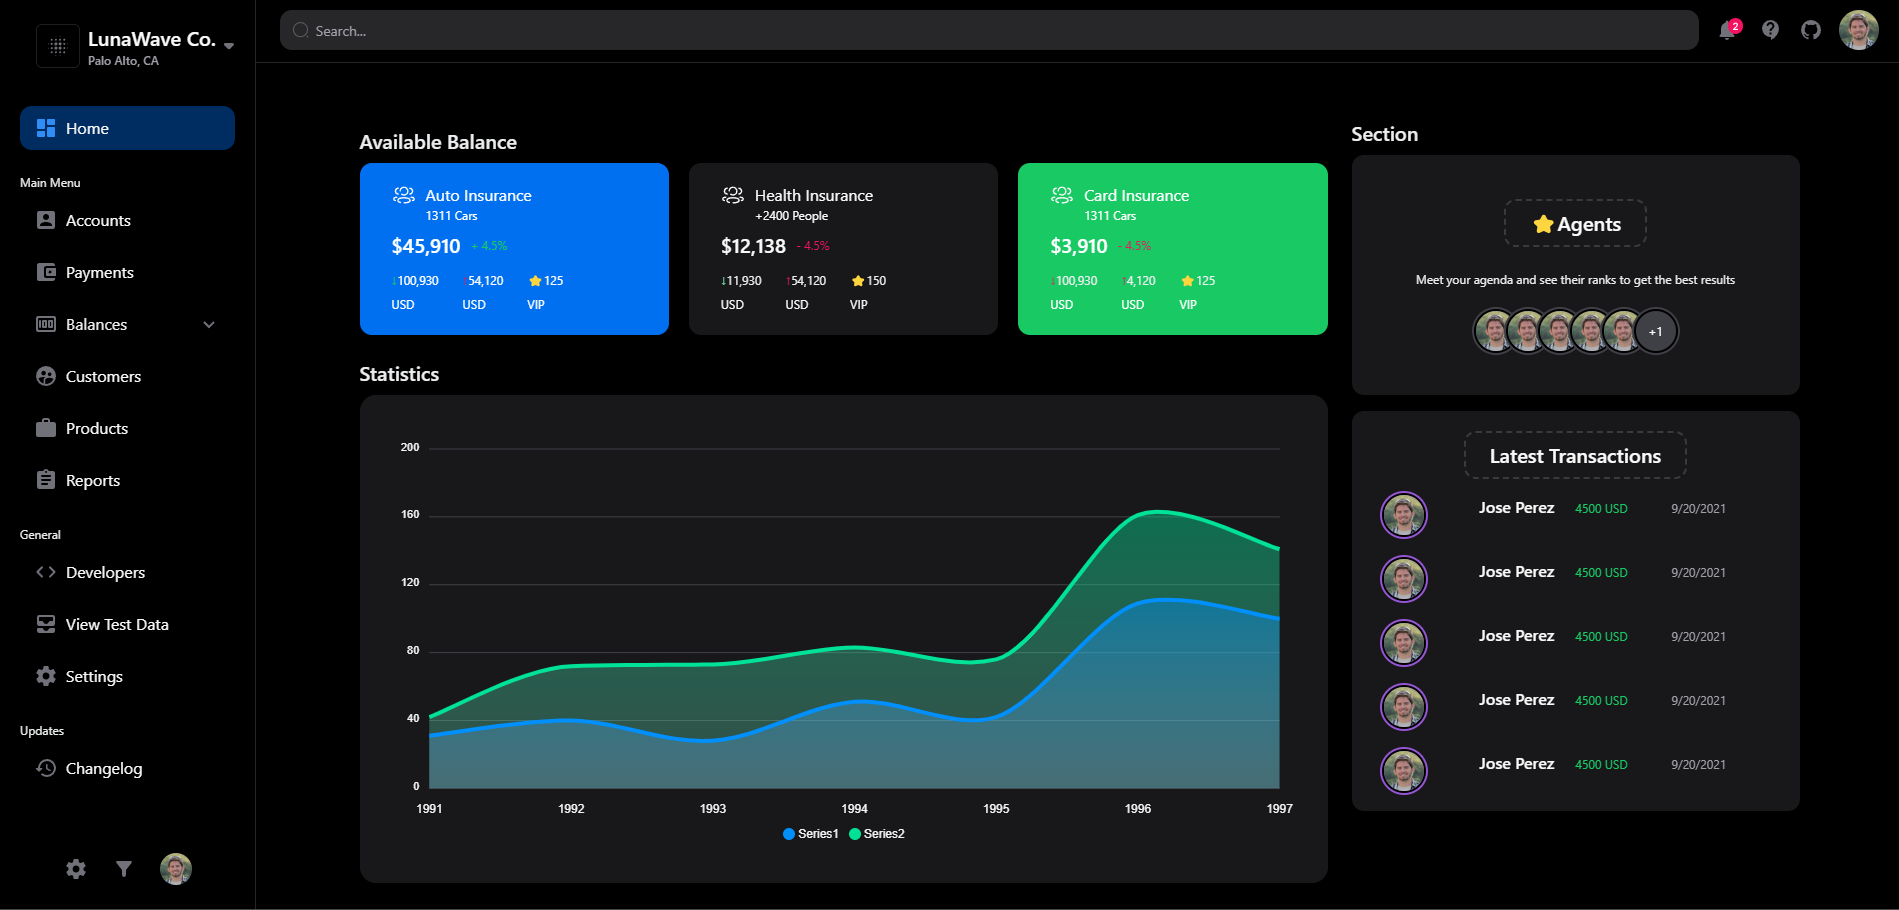 LunaWave Co.
Palo Alto, CA
Home
Main Menu
Accounts
Payments
Balances
Customers
Products
Reports
General
Developers
View Test Data
Settings
Updates
Changelog
Search...
2
Available Balance
Auto Insurance
1311 Cars
$45,910 + 4.5%
↓100,930 ↑54,120 ⭐125
USD USD VIP
Health Insurance
+2400 People
$12,138 - 4.5%
↓11,930 ↑54,120 ⭐150
USD USD VIP
Card Insurance
1311 Cars
$3,910 - 4.5%
↓100,930 ↑4,120 ⭐125
USD USD VIP
Statistics
200
160
120
80
40
0
1991 1992 1993 1994 1995 1996 1997
Series1 Series2
Section
⭐Agents
Meet your agenda and see their ranks to get the best results
+1
Latest Transactions
Jose Perez 4500 USD 9/20/2021
Jose Perez 4500 USD 9/20/2021
Jose Perez 4500 USD 9/20/2021
Jose Perez 4500 USD 9/20/2021
Jose Perez 4500 USD 9/20/2021